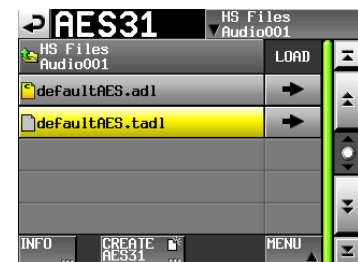 AES31
HS Files
Audio001
HS Files
Audio001
LOAD
defaultAES.adl
defaultAES.tadl
INFO
...
CREATE
AES31
...
MENU